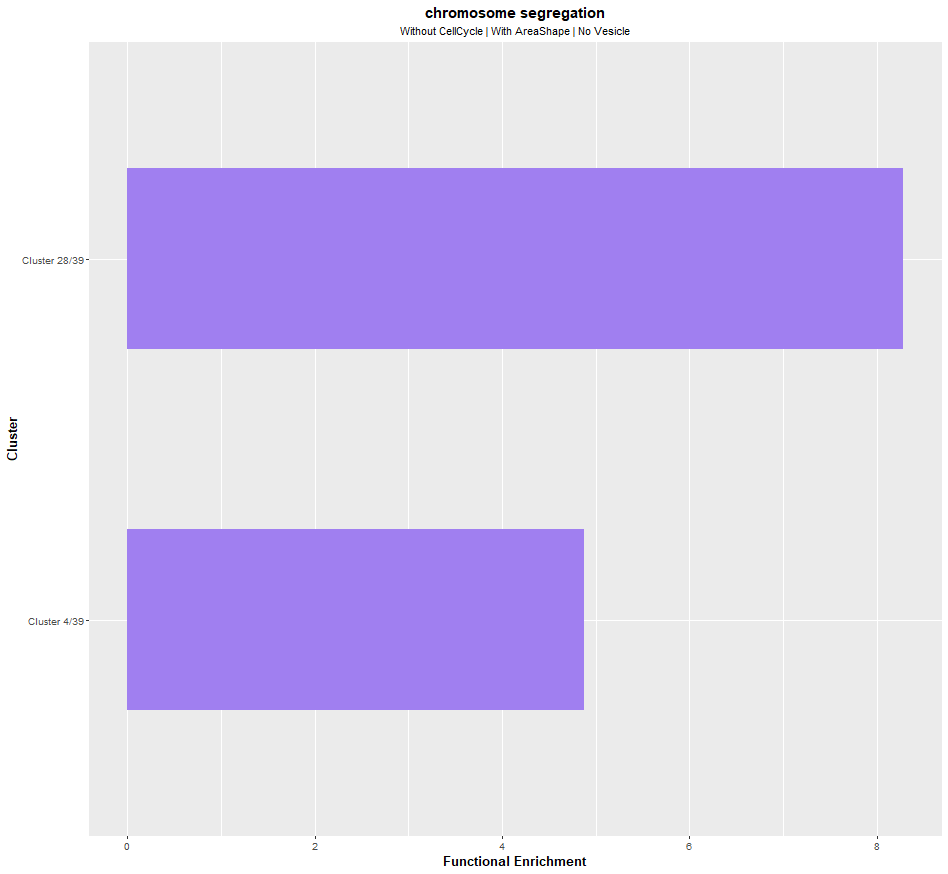 chromosome segregation
Without CellCycle | With AreaShape | No Vesicle
Cluster
Cluster 28/39
Cluster 4/39
0 2 4 6 8
Functional Enrichment